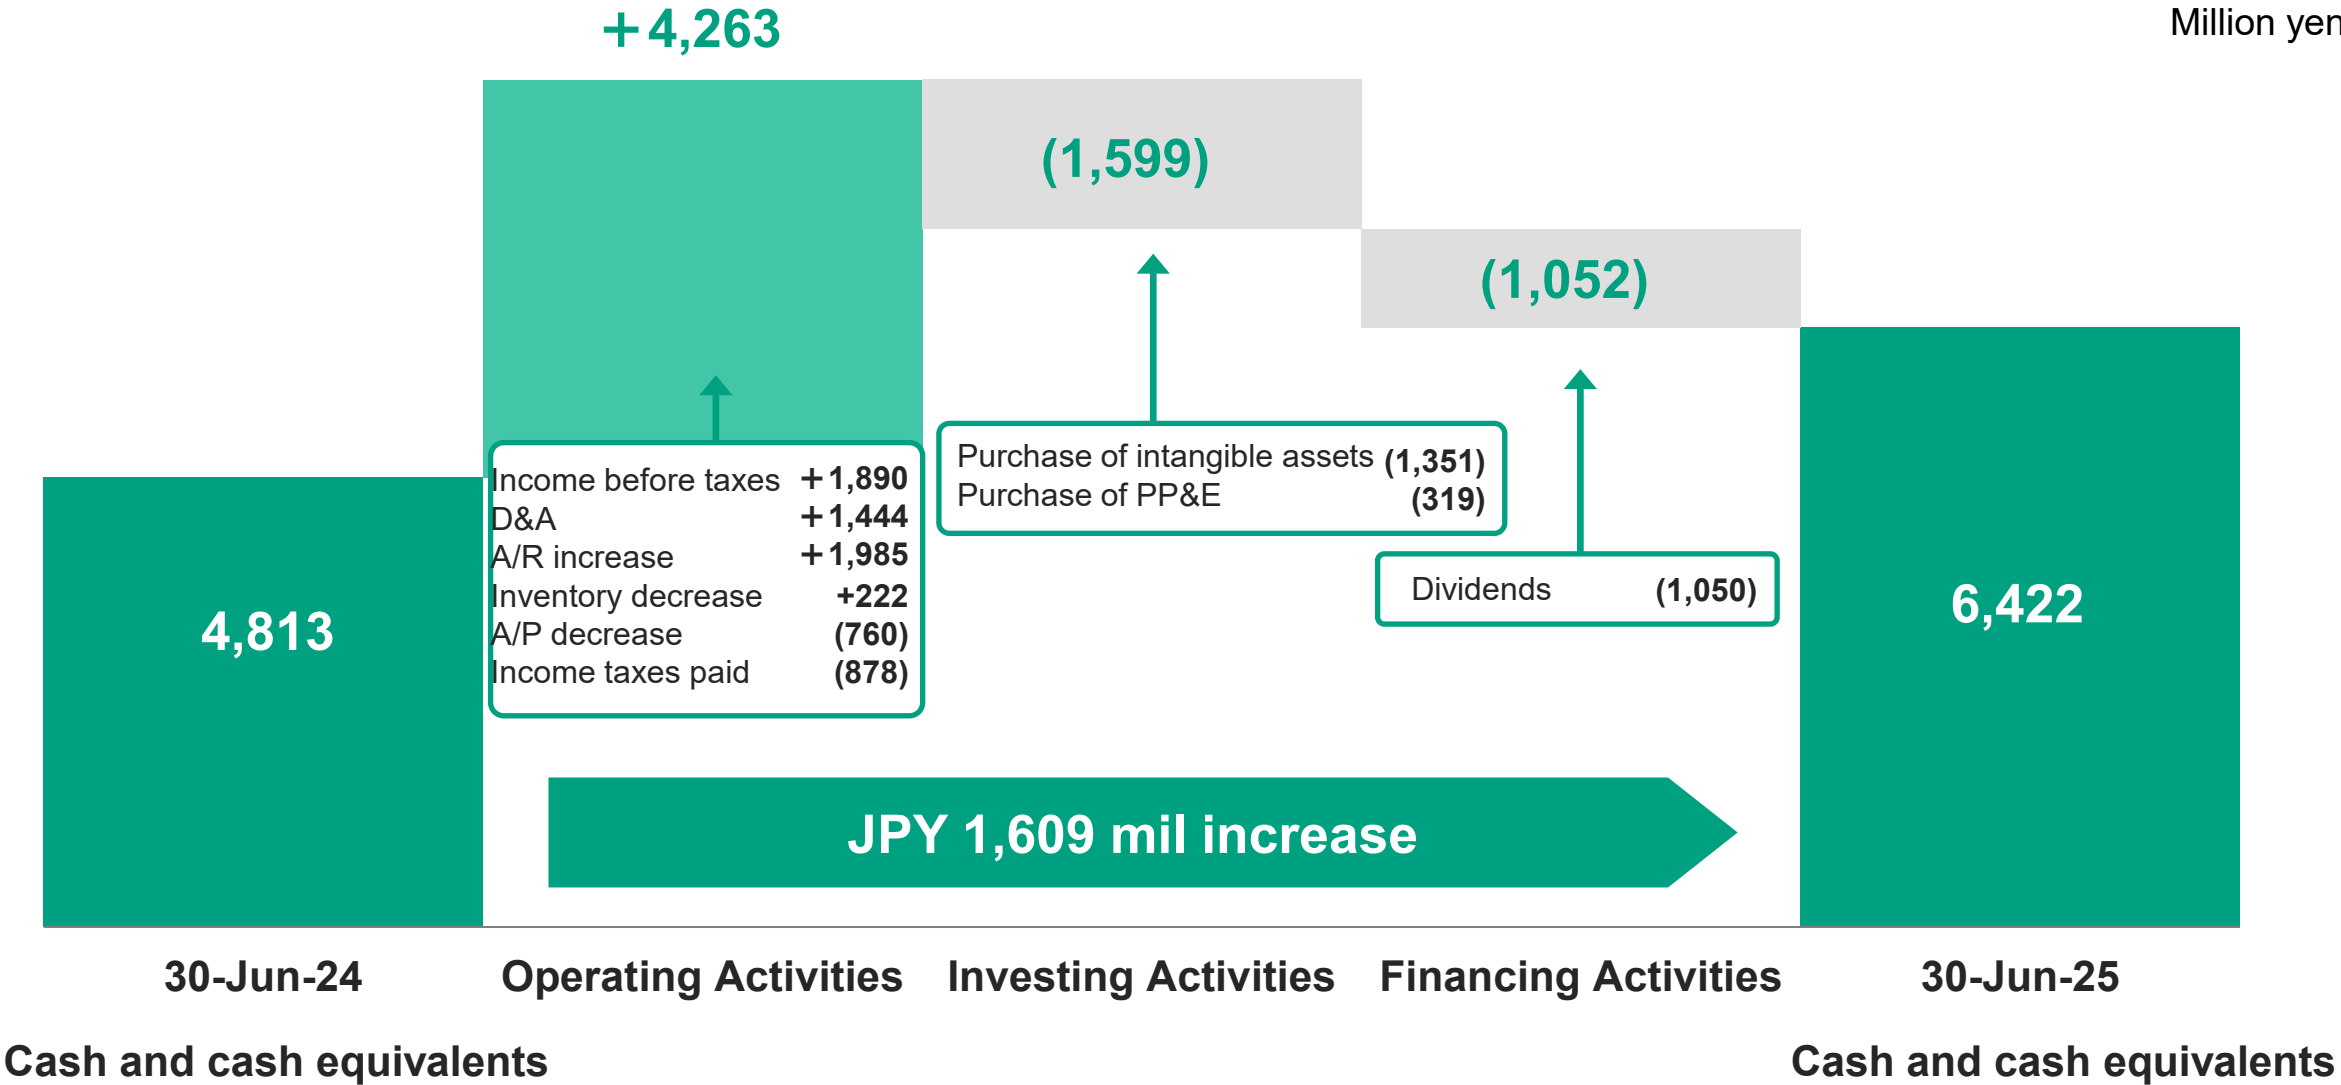 ＋4,263
Million yen
(1,599)
(1,052)
Income before taxes ＋1,890
D&A ＋1,444
A/R increase ＋1,985
Inventory decrease +222
A/P decrease (760)
Income taxes paid (878)
Purchase of intangible assets (1,351)
Purchase of PP&E (319)
Dividends (1,050)
4,813
6,422
JPY 1,609 mil increase
30-Jun-24
Operating Activities
Investing Activities
Financing Activities
30-Jun-25
Cash and cash equivalents
Cash and cash equivalents